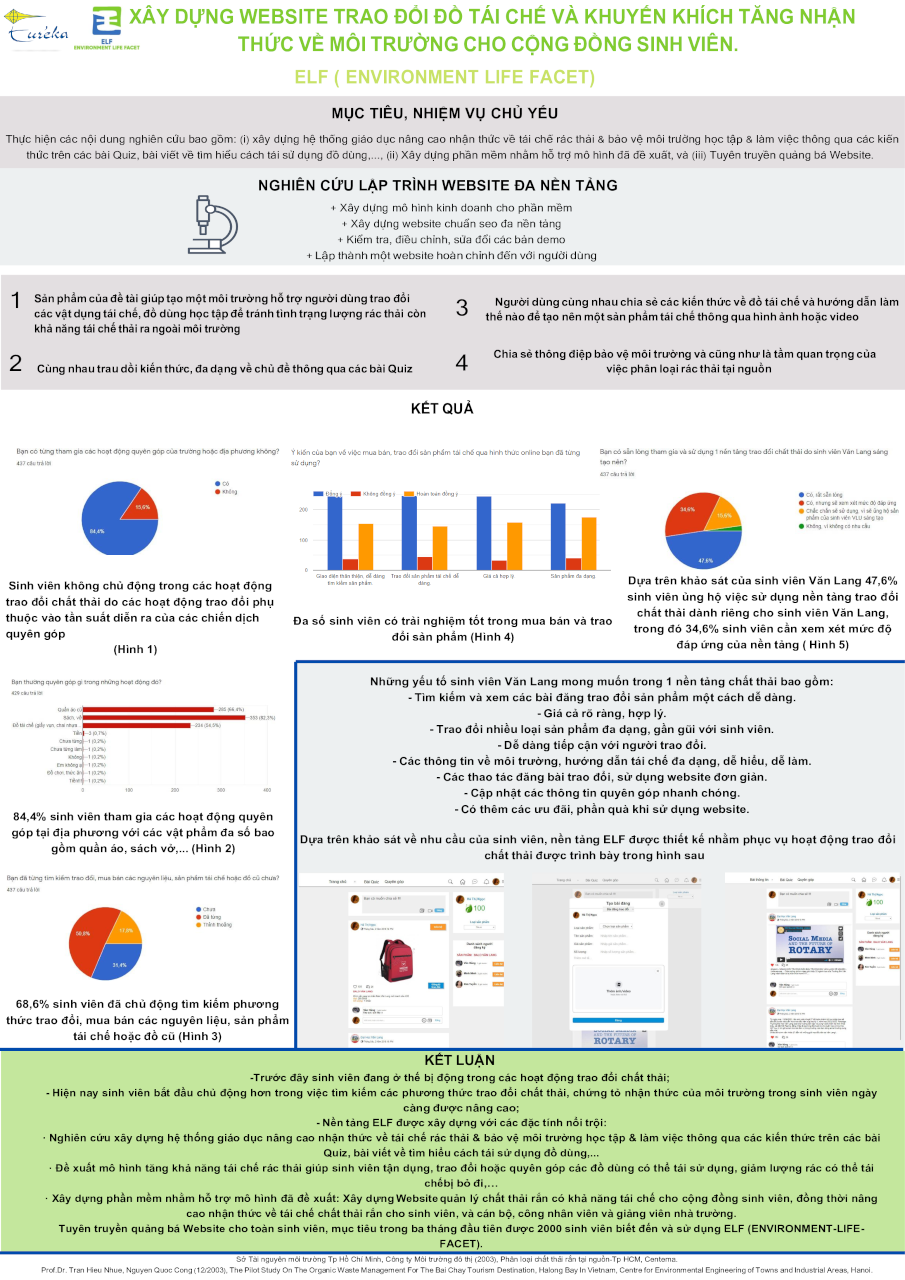 Eureka
ELF
ENVIRONMENT LIFE FACET
XÂY DỰNG WEBSITE TRAO ĐỔI ĐỒ TÁI CHẾ VÀ KHUYẾN KHÍCH TĂNG NHẬN
THỨC VỀ MÔI TRƯỜNG CHO CỘNG ĐỒNG SINH VIÊN.
ELF ( ENVIRONMENT LIFE FACET)
MỤC TIÊU, NHIỆM VỤ CHỦ YẾU
Thực hiện các nội dung nghiên cứu bao gồm: (i) xây dựng hệ thống giáo dục nâng cao nhận thức về tái chế rác thải & bảo vệ môi trường học tập & làm việc thông qua các kiến
thức trên các bài Quiz, bài viết về tìm hiểu cách tái sử dụng đồ dùng,..., (ii) Xây dựng phần mềm nhằm hỗ trợ mô hình đã đề xuất, và (iii) Tuyên truyền quảng bá Website.
NGHIÊN CỨU LẬP TRÌNH WEBSITE ĐA NỀN TẢNG
+ Xây dựng mô hình kinh doanh cho phần mềm
+ Xây dựng website chuẩn seo đa nền tảng
+ Kiểm tra, điều chỉnh, sửa đổi các bản demo
+ Lập thành một website hoàn chỉnh đến với người dùng
1
Sản phẩm của đề tài giúp tạo một môi trường hỗ trợ người dùng trao đổi
các vật dụng tái chế, đồ dùng học tập để tránh tình trạng lượng rác thải còn
khả năng tái chế thải ra ngoài môi trường
2
Cùng nhau trau dồi kiến thức, đa dạng về chủ đề thông qua các bài Quiz
3
Người dùng cùng nhau chia sẻ các kiến thức về đồ tái chế và hướng dẫn làm
thế nào để tạo nên một sản phẩm tái chế thông qua hình ảnh hoặc video
4
Chia sẻ thông điệp bảo vệ môi trường và cũng như là tầm quan trọng của
việc phân loại rác thải tại nguồn
KẾT QUẢ
Bạn có từng tham gia các hoạt động quyên góp của trường hoặc địa phương không?
437 câu trả lời
Có
Không
15,6%
84,4%
Sinh viên không chủ động trong các hoạt động
trao đổi chất thải do các hoạt động trao đổi phụ
thuộc vào tần suất diễn ra của các chiến dịch
quyên góp
(Hình 1)
Ý kiến của bạn về việc mua bán, trao đổi sản phẩm tái chế qua hình thức online bạn đã từng
sử dụng?
Đồng ý
Không đồng ý
Hoàn toàn đồng ý
200
100
0
Giao diện thân thiện, dễ dàng
tìm kiếm sản phẩm.
Trao đổi sản phẩm tái chế dễ
dàng.
Giá cả hợp lý
Sản phẩm đa dạng
Đa số sinh viên có trải nghiệm tốt trong mua bán và trao
đổi sản phẩm (Hình 4)
Bạn có sẵn lòng tham gia và sử dụng 1 nền tảng trao đổi chất thải do sinh viên Văn Lang sáng
tạo nên?
437 câu trả lời
Có, rất sẵn lòng
Có, nhưng sẽ xem xét mức độ đáp ứng
Chắc chắn sẽ sử dụng, vì sẽ ủng hộ sản
phẩm của sinh viên VLU sáng tạo
Không, vì không có nhu cầu
34,6%
15,8%
47,6%
Dựa trên khảo sát của sinh viên Văn Lang 47,6%
sinh viên ủng hộ việc sử dụng nền tảng trao đổi
chất thải dành riêng cho sinh viên Văn Lang,
trong đó 34,6% sinh viên cần xem xét mức độ
đáp ứng của nền tảng ( Hình 5)
Bạn thường quyên góp gì trong những hoạt động đó?
429 câu trả lời
Quần áo cũ
285 (66,4%)
Sách, vở
353 (82,3%)
Đồ tái chế (giấy vụn, chai nhựa...
234 (54,5%)
Tiền
3 (0,7%)
Chưa từng
1 (0,2%)
Chưa từng làm
1 (0,2%)
Không
1 (0,2%)
Em không g
1 (0,2%)
Đồ chơi, thức ăn
1 (0,2%)
Tiền
1 (0,2%)
0
100
200
300
400
84,4% sinh viên tham gia các hoạt động quyên
góp tại địa phương với các vật phẩm đa số bao
gồm quần áo, sách vở,... (Hình 2)
Bạn đã từng tìm kiếm trao đổi, mua bán các nguyên liệu, sản phẩm tái chế hoặc đồ cũ chưa?
437 câu trả lời
Chưa
Đã từng
Thỉnh thoảng
31,4%
68,6% sinh viên đã chủ động tìm kiếm phương
thức trao đổi, mua bán các nguyên liệu, sản phẩm
tái chế hoặc đồ cũ (Hình 3)
Những yếu tố sinh viên Văn Lang mong muốn trong 1 nền tảng chất thải bao gồm:
- Tìm kiếm và xem các bài đăng trao đổi sản phẩm một cách dễ dàng.
- Giá cả rõ ràng, hợp lý.
- Trao đổi nhiều loại sản phẩm đa dạng, gần gũi với sinh viên.
- Dễ dàng tiếp cận với người trao đổi.
- Các thông tin về môi trường, hướng dẫn tái chế đa dạng, dễ hiểu, dễ làm.
- Các thao tác đăng bài trao đổi, sử dụng website đơn giản.
- Cập nhật các thông tin quyên góp nhanh chóng.
- Có thêm các ưu đãi, phần quà khi sử dụng website.
Dựa trên khảo sát về nhu cầu của sinh viên, nền tảng ELF được thiết kế nhằm phục vụ hoạt động trao đổi
chất thải được trình bày trong hình sau
Trang chủ
Bài Quiz
Quyên góp
100
Tạo bài đăng
Thêm ảnh/video
SOCIAL MEDIA
AND THE FUTURE OF
ROTARY
KẾT LUẬN
-Trước đây sinh viên đang ở thế bị động trong các hoạt động trao đổi chất thải;
- Hiện nay sinh viên bắt đầu chủ động hơn trong việc tìm kiếm các phương thức trao đổi chất thải, chứng tỏ nhận thức của môi trường trong sinh viên ngày
càng được nâng cao;
- Nền tảng ELF được xây dựng với các đặc tính nổi trội:
· Nghiên cứu xây dựng hệ thống giáo dục nâng cao nhận thức về tái chế rác thải & bảo vệ môi trường học tập & làm việc thông qua các kiến thức trên các bài
Quiz, bài viết về tìm hiểu cách tái sử dụng đồ dùng,...
· Đề xuất mô hình tăng khả năng tái chế rác thải giúp sinh viên tận dụng, trao đổi hoặc quyên góp các đồ dùng có thể tái sử dụng, giảm lượng rác có thể tái
chếbị bỏ đi,...
· Xây dựng phần mềm nhằm hỗ trợ mô hình đã đề xuất: Xây dựng Website quản lý chất thải rắn có khả năng tái chế cho cộng đồng sinh viên, đồng thời nâng
cao nhận thức về tái chế chất thải rắn cho sinh viên, và cán bộ, công nhân viên và giảng viên nhà trường.
Tuyên truyền quảng bá Website cho toàn sinh viên, mục tiêu trong ba tháng đầu tiên được 2000 sinh viên biết đến và sử dụng ELF (ENVIRONMENT-LIFE-
FACET).
Sở Tài nguyên môi trường Tp Hồ Chí Minh, Công ty Môi trường đô thị (2003), Phân loại chất thải rắn tại nguồn-Tp HCM, Centema.
Prof.Dr. Tran Hieu Nhue, Nguyen Quoc Cong (12/2003), The Pilot Study On The Organic Waste Management For The Bai Chay Tourism Destination, Halong Bay In Vietnam, Centre for Environmental Engineering of Towns and Industrial Areas, Hanoi.